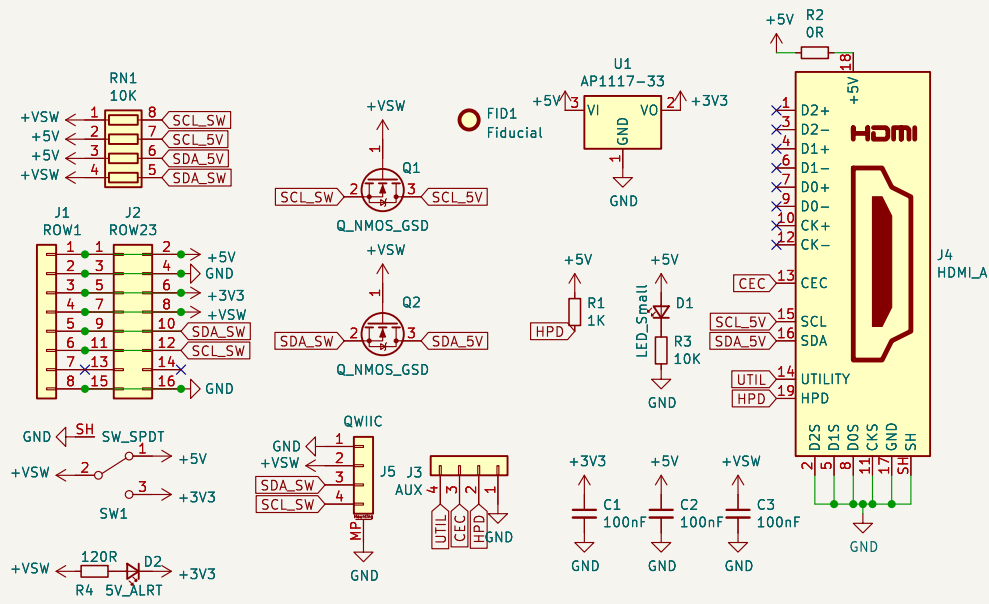 RN1
10K
+VSW 1 8 SCL_SW
+5V 2 7 SCL_5V
+5V 3 6 SDA_5V
+VSW 4 5 SDA_SW
+VSW
1
Q1
SCL_SW 2 3 SCL_5V
Q_NMOS_GSD
FID1
Fiducial
U1
AP1117-33
+5V 3 VI VO 2 +3V3
GND
1
GND
R2
0R
+5V
18
+5V
1 D2+
3 D2-
4 D1+
6 D1-
7 D0+
9 D0-
10 CK+
12 CK-
HDMI
CEC 13 CEC
SCL_5V 15 SCL
SDA_5V 16 SDA
UTIL 14 UTILITY
HPD 19 HPD
J4
HDMI_A
D2S D1S D0S CKS GND SH
2 5 8 11 17 SH
GND
J1 J2
ROW1 ROW23
1 1 2 +5V
2 3 4 GND
3 5 6 +3V3
4 7 8 +VSW
5 9 10 SDA_SW
6 11 12 SCL_SW
7 13 14
8 15 16 GND
+VSW
1
Q2
SDA_SW 2 3 SDA_5V
Q_NMOS_GSD
+5V
R1
1K
HPD
+5V
LED_Small
D1
R3
10K
GND
GND SH SW_SPDT
1 +5V
+VSW 2
3 +3V3
SW1
120R D2
+VSW +3V3
R4 5V_ALRT
QWIIC
GND 1
+VSW 2
SDA_SW 3
SCL_SW 4
J5
MP
GND
J3
AUX
4 3 2 1
UTIL CEC HPD GND
+3V3
C1
100nF
GND
+5V
C2
100nF
GND
+VSW
C3
100nF
GND